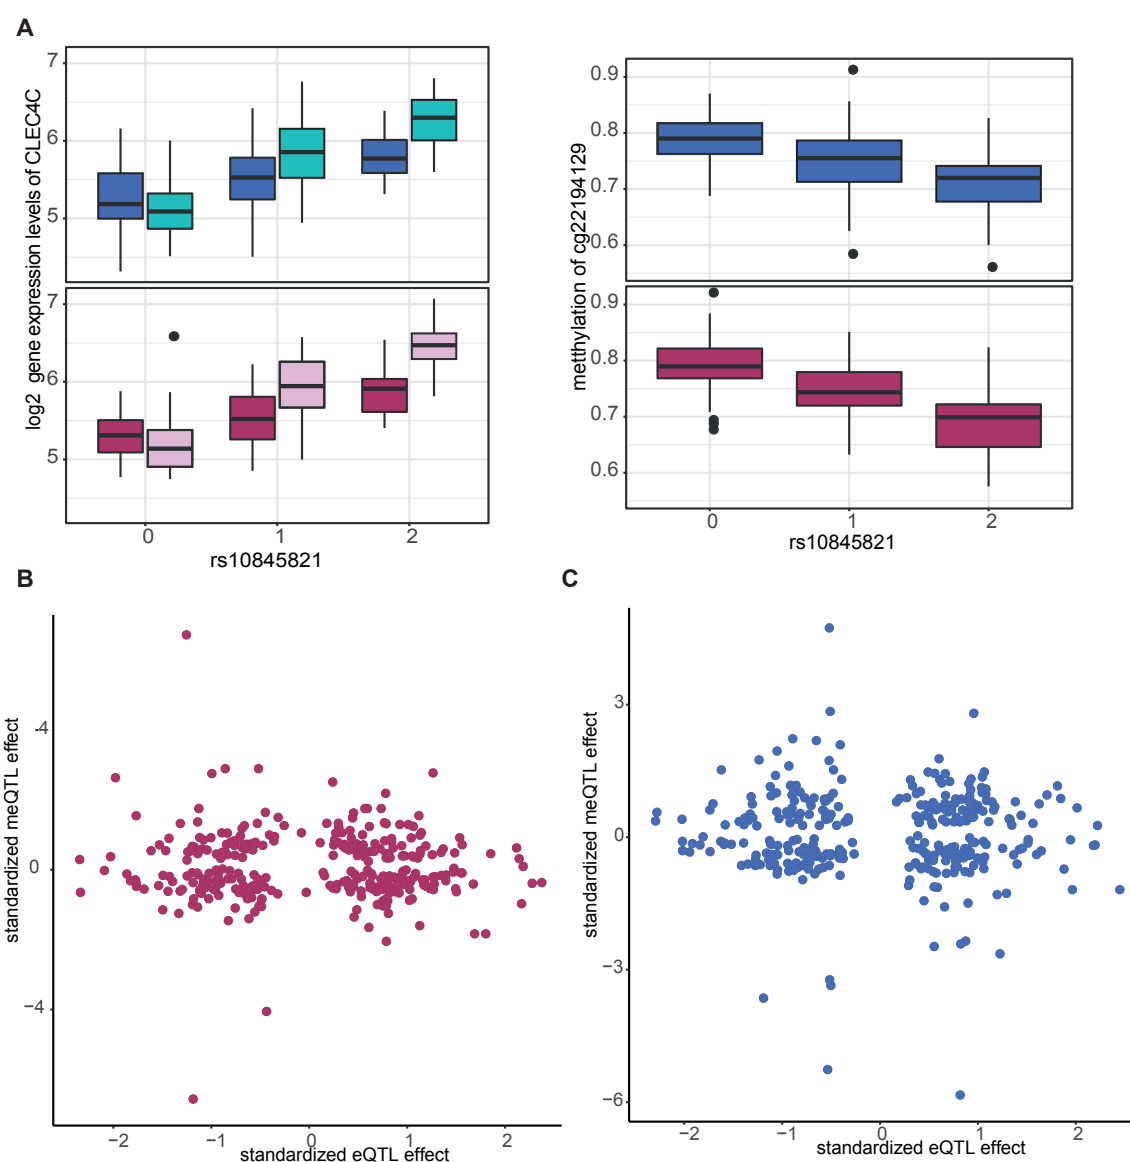 A
log2 gene expression levels of CLEC4C
7
6
5
7
6
5
0 1 2
rs10845821
metthylation of cg22194129
0.9
0.8
0.7
0.6
0.9
0.8
0.7
0.6
0 1 2
rs10845821
B
standardized meQTL effect
4
0
−4
−2 −1 0 1 2
standardized eQTL effect
C
standardized meQTL effect
3
0
−3
−6
−2 −1 0 1 2
standardized eQTL effect